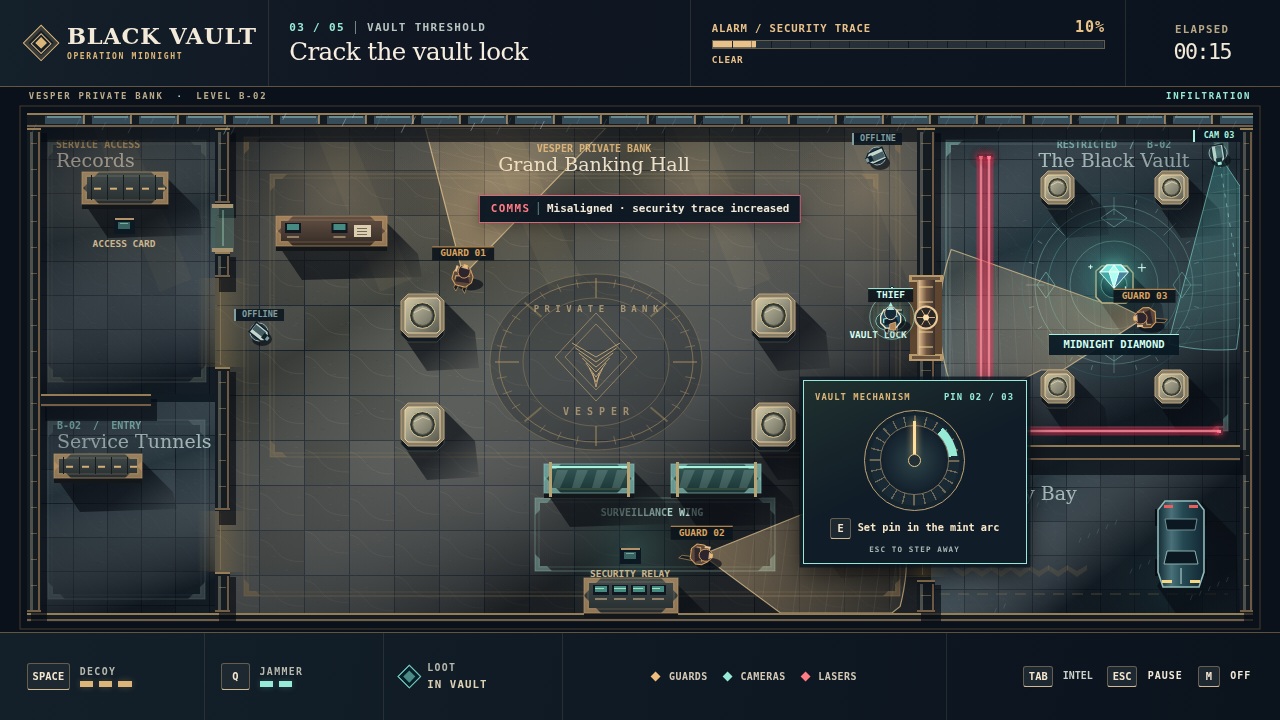 BLACK VAULT
OPERATION MIDNIGHT
03 / 05 | VAULT THRESHOLD
Crack the vault lock
ALARM / SECURITY TRACE 10%
CLEAR
ELAPSED
00:15
VESPER PRIVATE BANK · LEVEL B-02
INFILTRATION
SERVICE ACCESS
Records
ACCESS CARD
OFFLINE
B-02 / ENTRY
Service Tunnels
VESPER PRIVATE BANK
Grand Banking Hall
COMMS | Misaligned · security trace increased
GUARD 01
OFFLINE
PRIVATE BANK
VESPER
THIEF
VAULT LOCK
CAM 03
RESTRICTED / B-02
The Black Vault
GUARD 03
MIDNIGHT DIAMOND
SURVEILLANCE WING
GUARD 02
SECURITY RELAY
VAULT MECHANISM PIN 02 / 03
E Set pin in the mint arc
ESC TO STEP AWAY
y Bay
SPACE DECOY
Q JAMMER
LOOT
IN VAULT
GUARDS CAMERAS LASERS
TAB INTEL ESC PAUSE M OFF